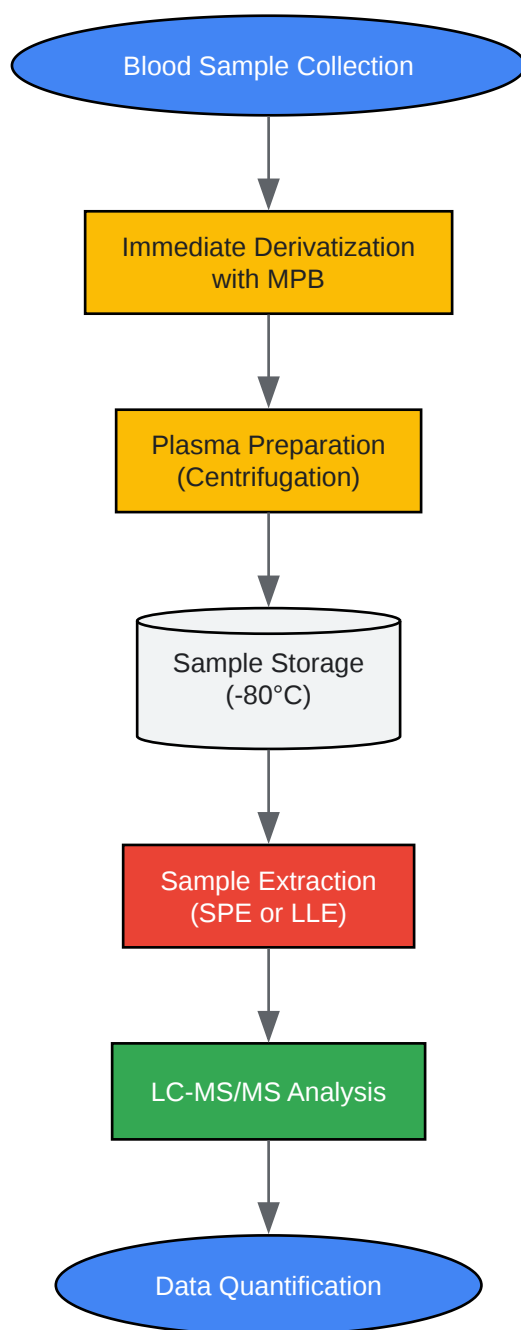 Blood Sample Collection
Immediate Derivatization
with MPB
Plasma Preparation
(Centrifugation)
Sample Storage
(-80°C)
Sample Extraction
(SPE or LLE)
LC-MS/MS Analysis
Data Quantification